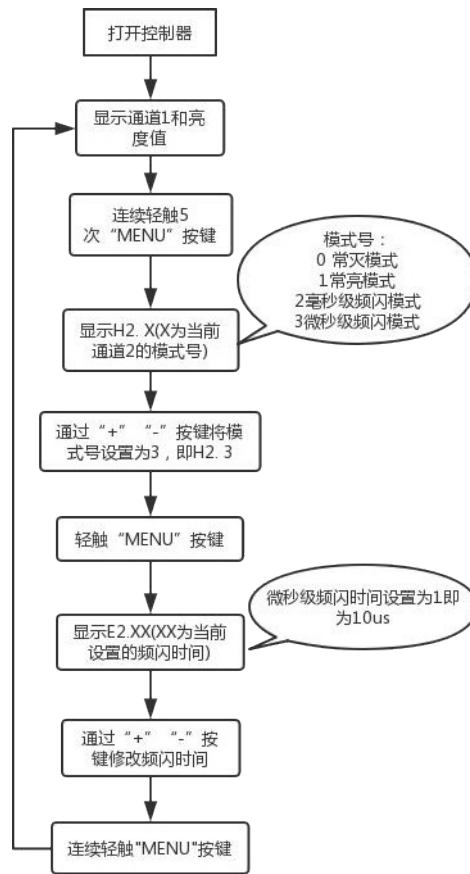 打开控制器
显示通道1和亮
度值
连续轻触5
次“MENU”按键
模式号：
0 常灭模式
1常亮模式
2毫秒级频闪模式
3微秒级频闪模式
显示H2. X(X为当前
通道2的模式号)
通过“+”“-”按键将模
式号设置为3，即H2. 3
轻触“MENU”按键
微秒级频闪时间设置为1即
为10us
显示E2.XX(XX为当前
设置的频闪时间)
通过“+”“-”按
键修改频闪时间
连续轻触"MENU"按键